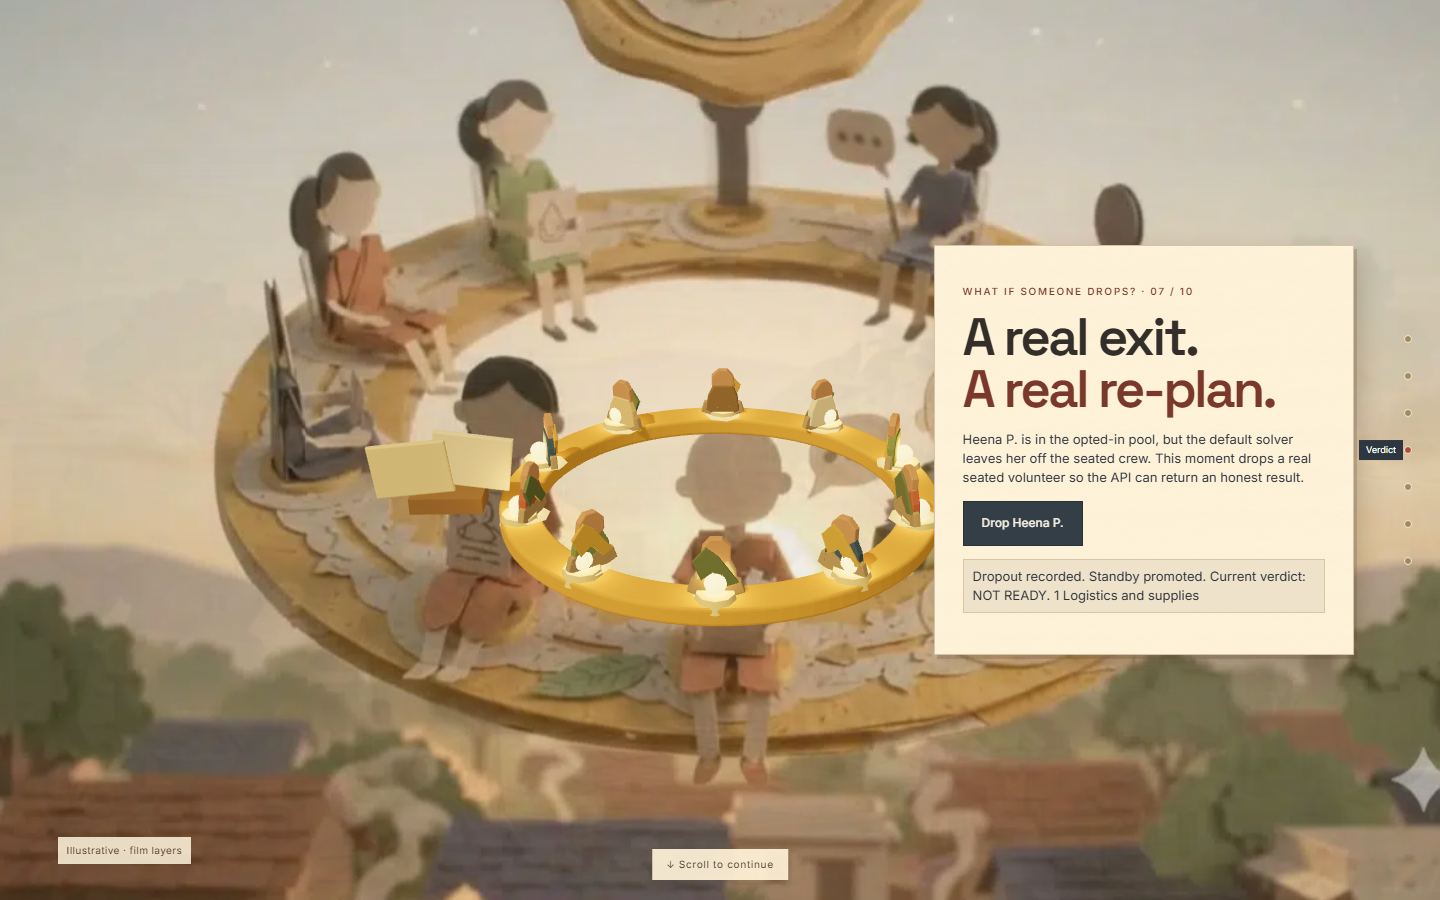 WHAT IF SOMEONE DROPS? · 07 / 10
A real exit.
A real re-plan.
Heena P. is in the opted-in pool, but the default solver
leaves her off the seated crew. This moment drops a real
seated volunteer so the API can return an honest result.
Drop Heena P.
Dropout recorded. Standby promoted. Current verdict:
NOT READY. 1 Logistics and supplies
Verdict
Illustrative · film layers
↓ Scroll to continue